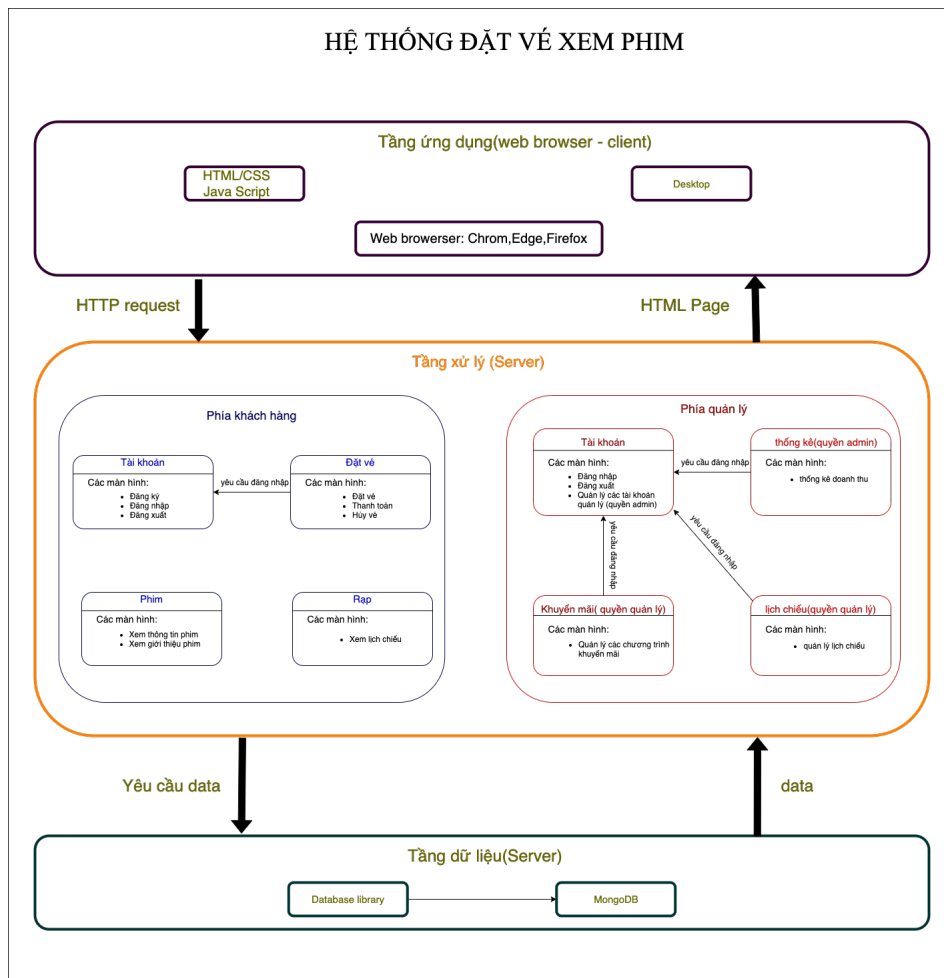 HỆ THỐNG ĐẶT VÉ XEM PHIM
Tầng ứng dụng(web browser - client)
HTML/CSS
Java Script
Desktop
Web browerser: Chrom,Edge,Firefox
HTTP request
HTML Page
Tầng xử lý (Server)
Phía khách hàng
Tài khoản
Các màn hình:
Đăng ký
Đăng nhập
Đăng xuất
yêu cầu đăng nhập
Đặt vé
Các màn hình:
Đặt vé
Thanh toán
Hủy vé
Phim
Các màn hình:
Xem thông tin phim
Xem giới thiệu phim
Rạp
Các màn hình:
Xem lịch chiếu
Phía quản lý
Tài khoản
Các màn hình:
Đăng nhập
Đăng xuất
Quản lý các tài khoản
quản lý (quyền admin)
yêu cầu đăng nhập
thống kê(quyền admin)
Các màn hình:
thống kê doanh thu
yêu cầu đăng nhập
yêu cầu đăng nhập
Khuyến mãi( quyền quản lý)
Các màn hình:
Quản lý các chương trình
khuyến mãi
lịch chiếu(quyền quản lý)
Các màn hình:
quản lý lịch chiếu
Yêu cầu data
data
Tầng dữ liệu(Server)
Database library
MongoDB